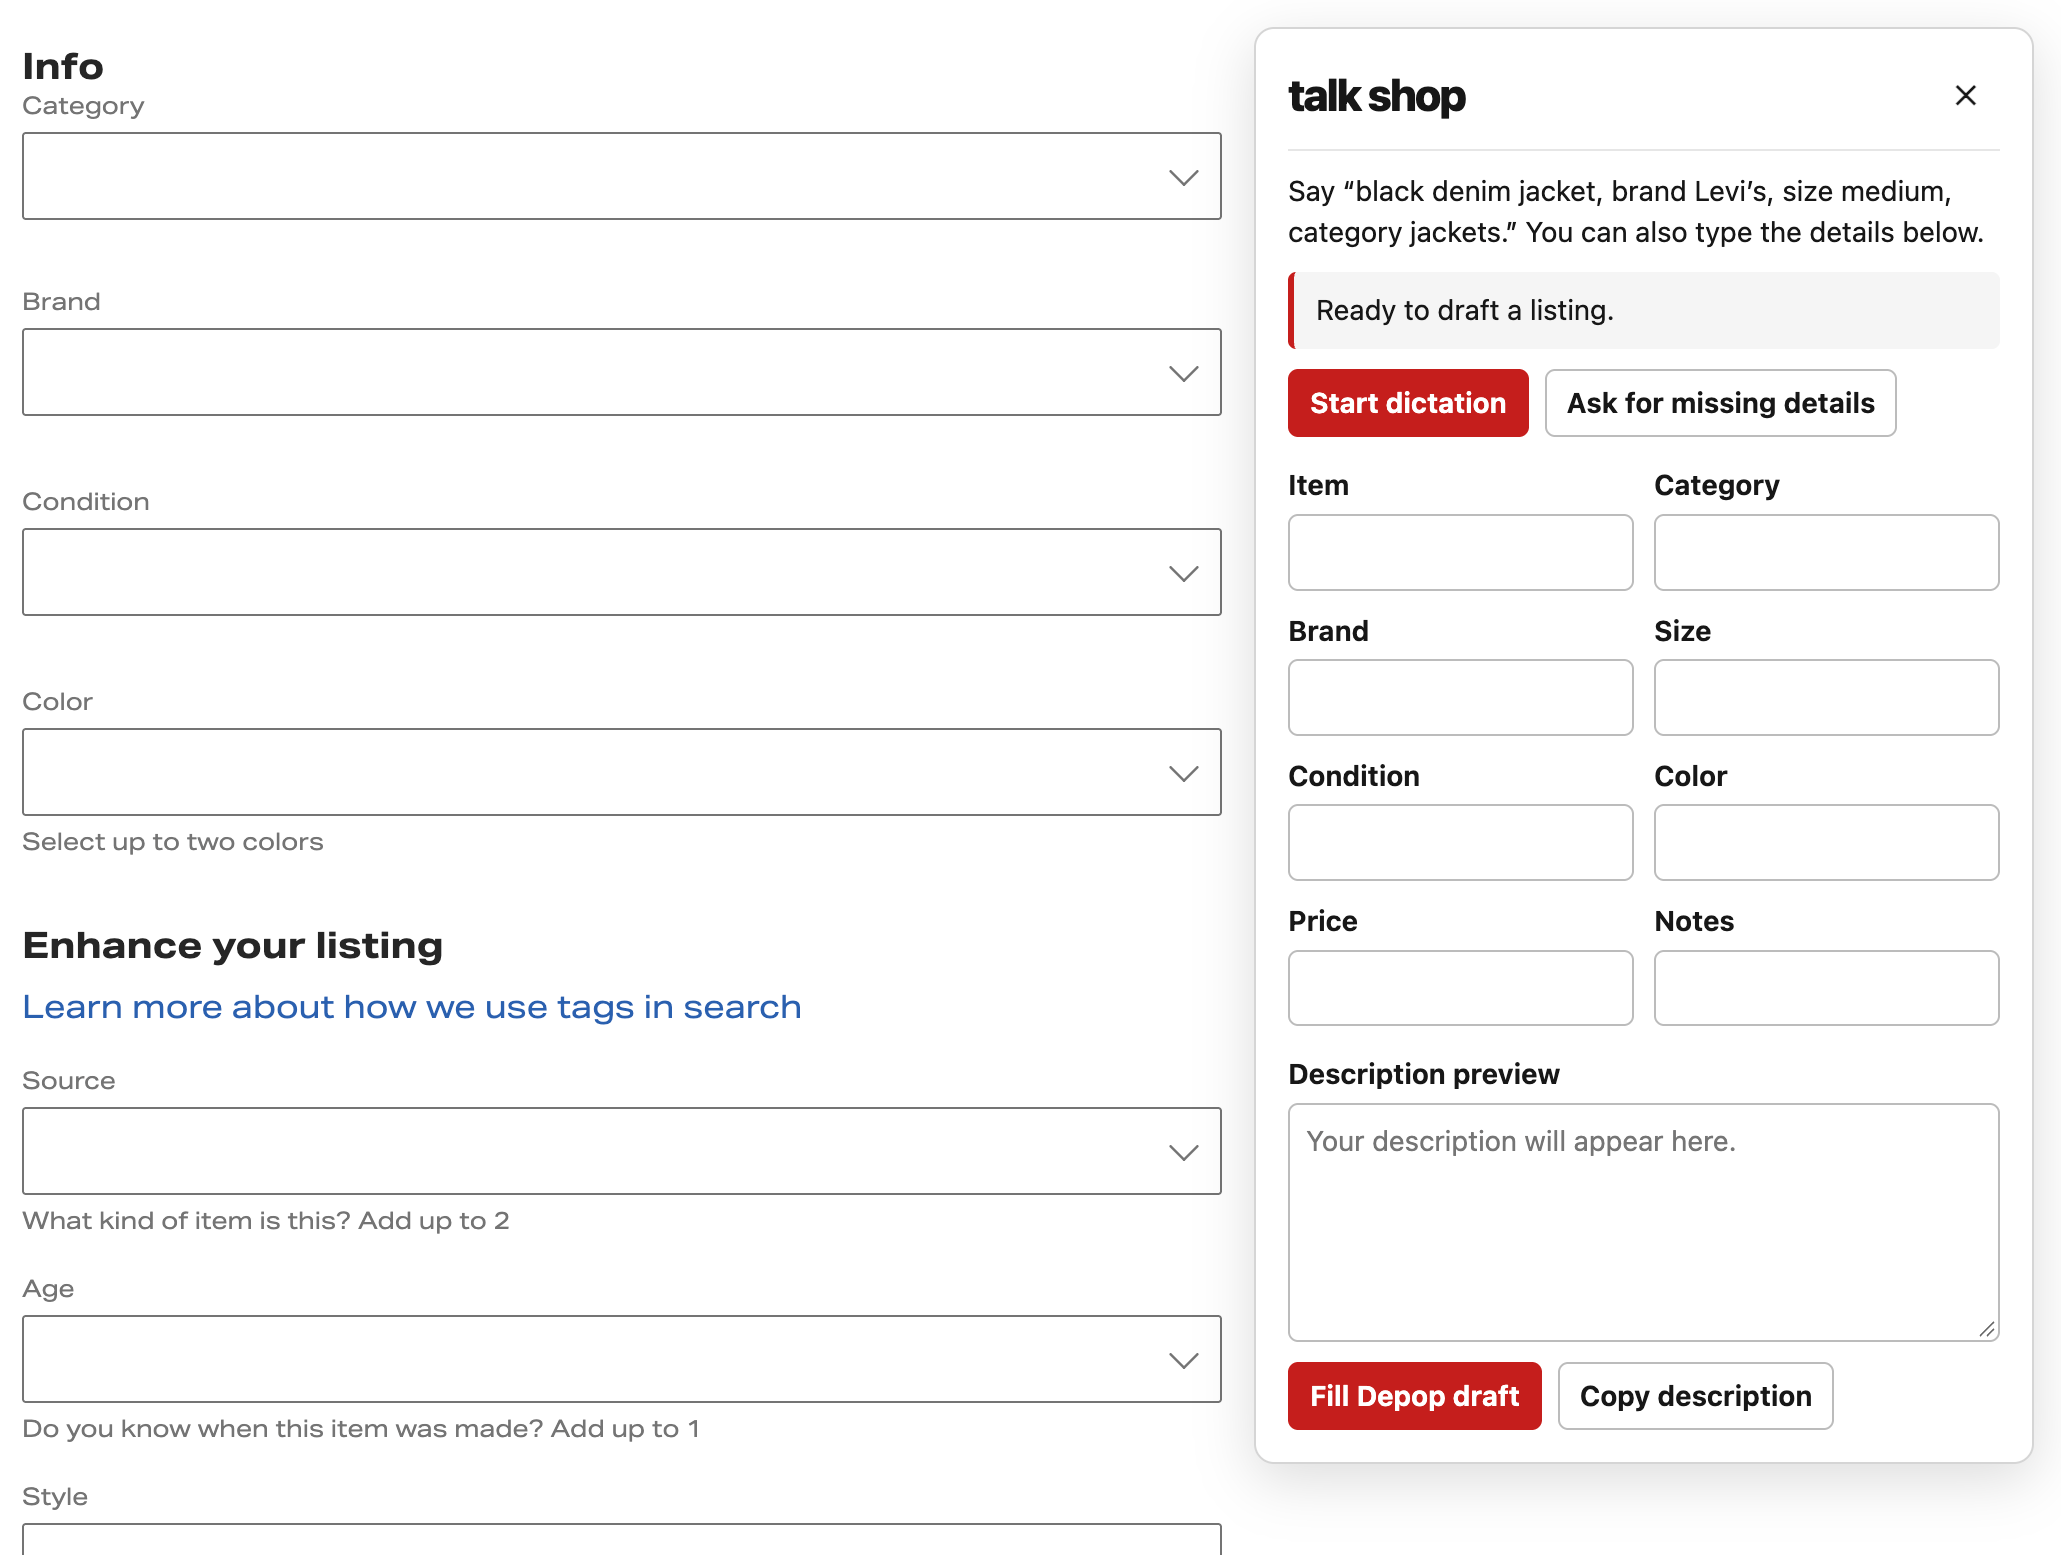 Info
Category
Brand
Condition
Color
Select up to two colors
Enhance your listing
Learn more about how we use tags in search
Source
What kind of item is this? Add up to 2
Age
Do you know when this item was made? Add up to 1
Style
talk shop
Say “black denim jacket, brand Levi’s, size medium,
category jackets.” You can also type the details below.
Ready to draft a listing.
Start dictation
Ask for missing details
Item
Category
Brand
Size
Condition
Color
Price
Notes
Description preview
Your description will appear here.
Fill Depop draft
Copy description